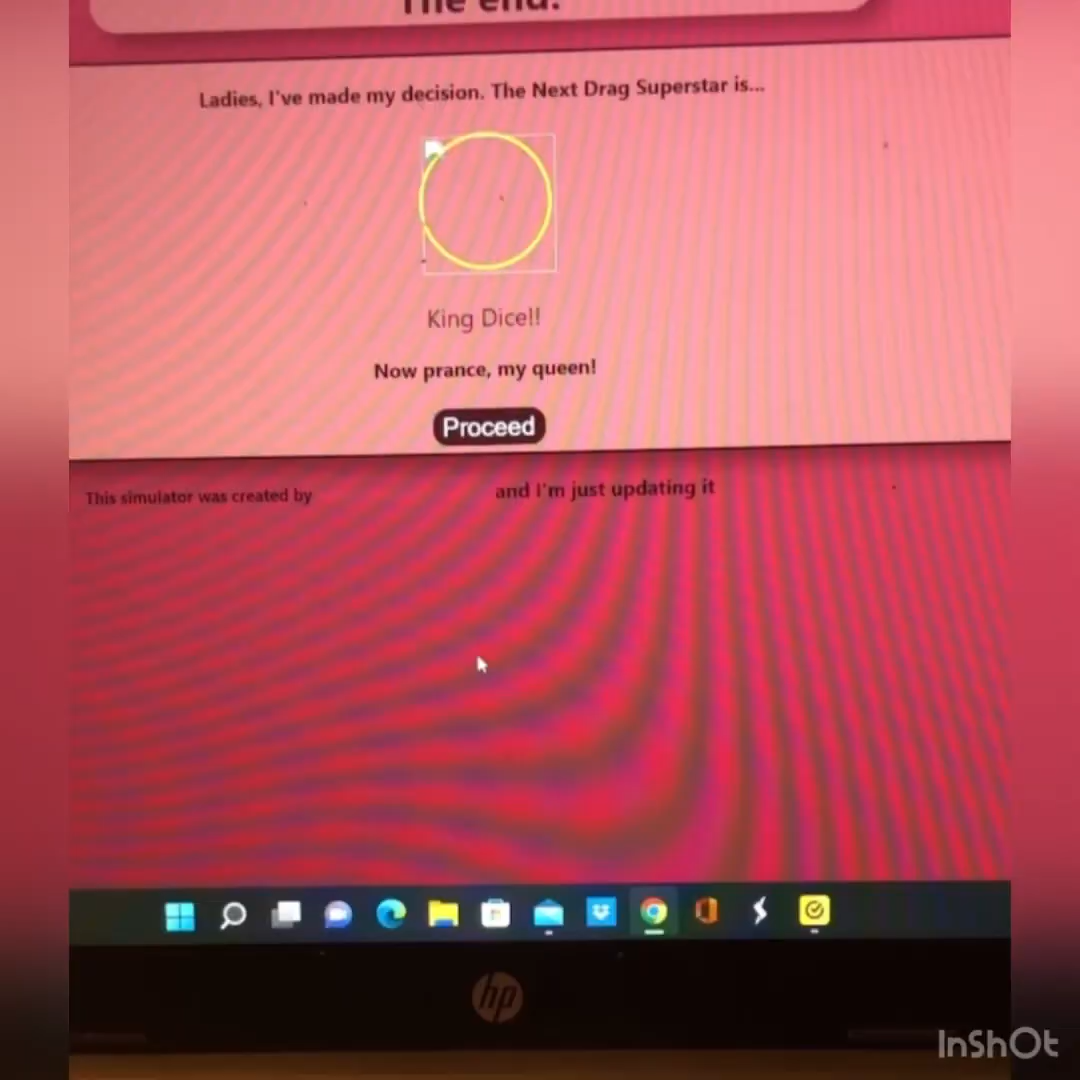 The end.
Ladies, I've made my decision. The Next Drag Superstar is...
King Dice!!
Now prance, my queen!
Proceed
This simulator was created by and I'm just updating it
hp
InShOt